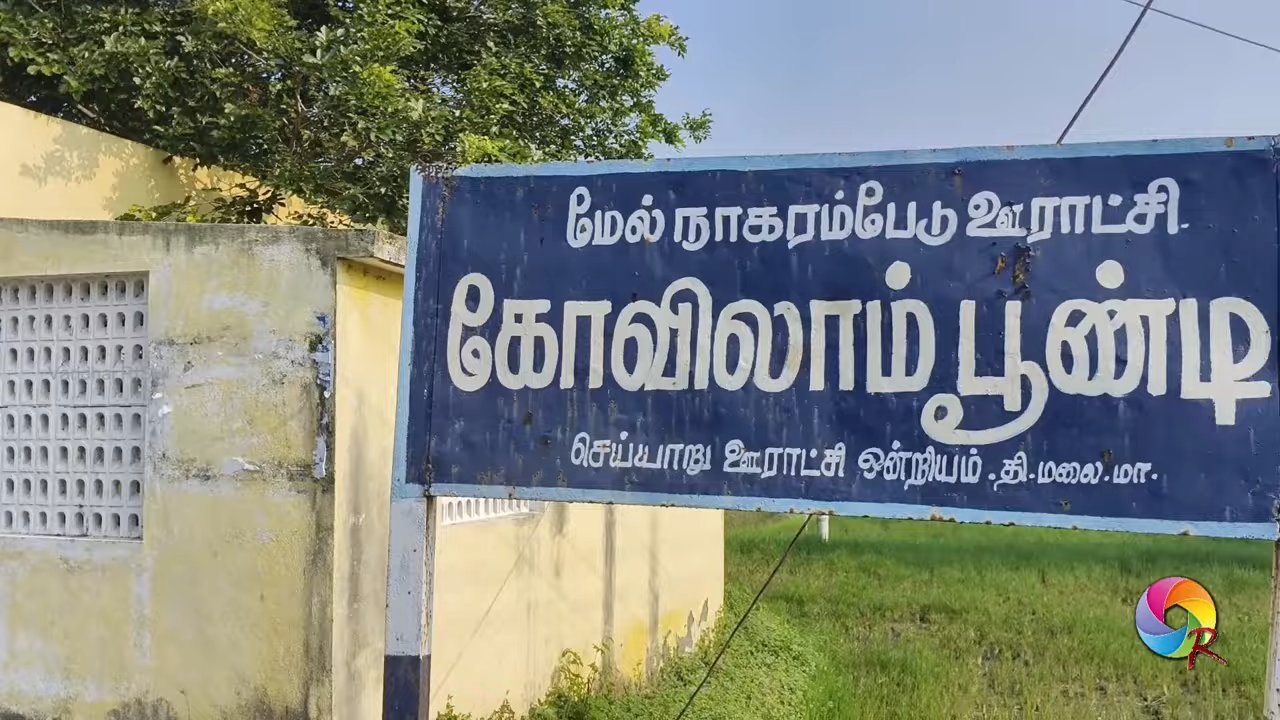 மேல் நாகரம்பேடு ஊராட்சி
கோவிலாம் பூண்டி
செய்யாறு ஊராட்சி ஒன்றியம் .தி.மலை.மா.
R